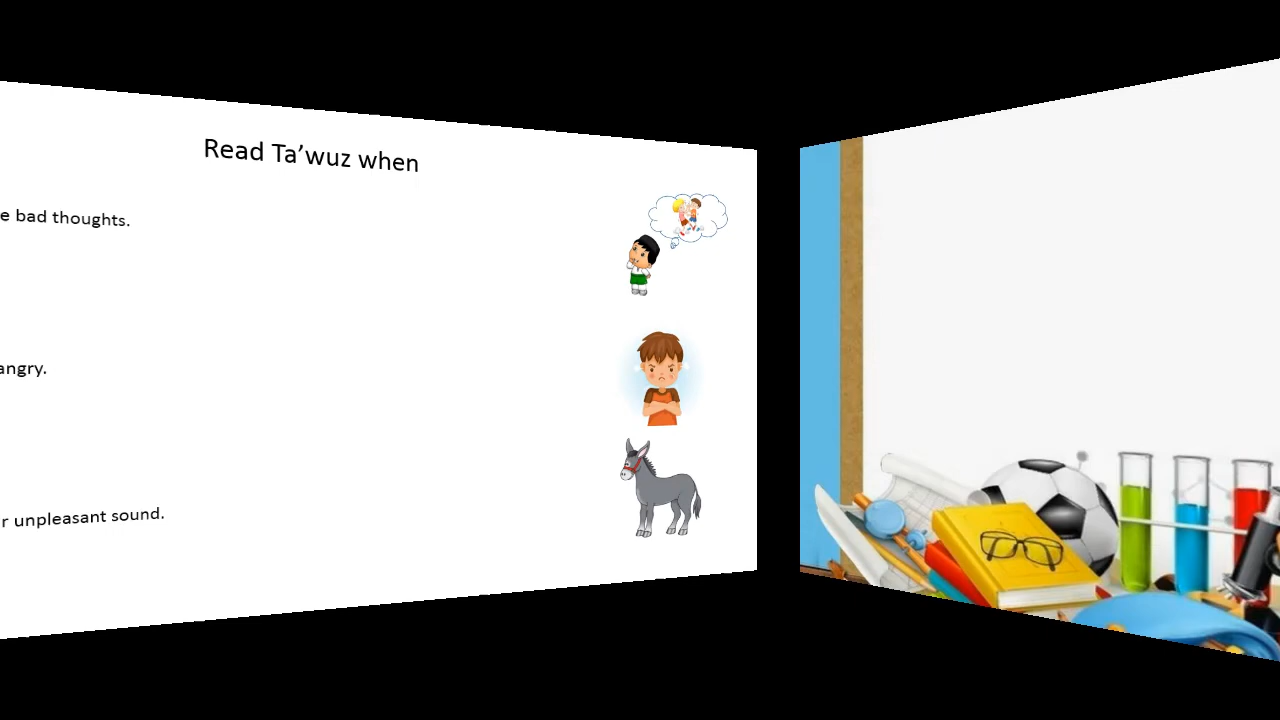 Read Ta’wuz when
e bad thoughts.
angry.
r unpleasant sound.